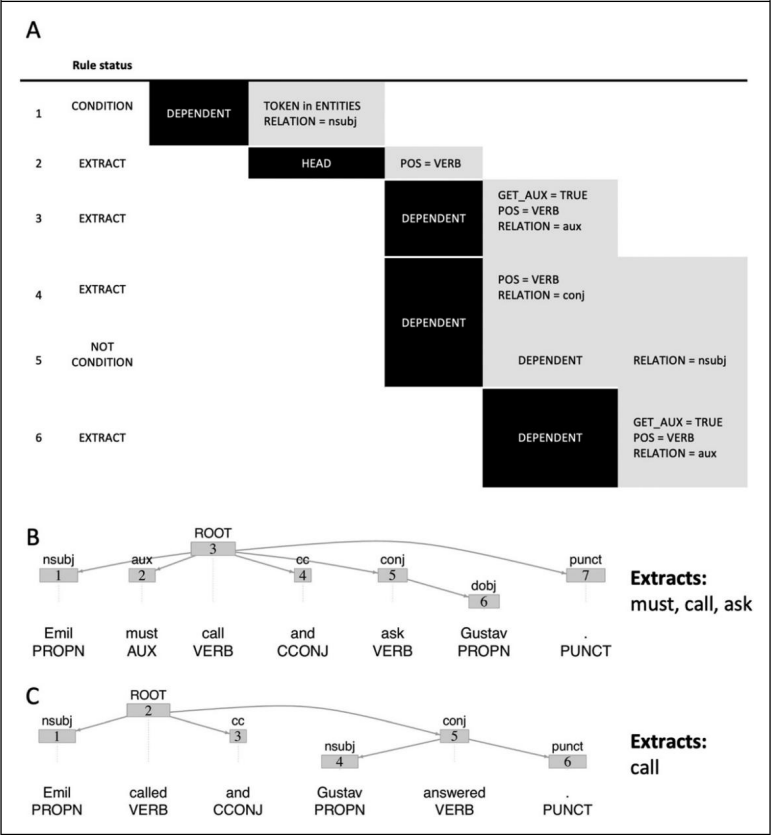 A
Rule status
1 CONDITION DEPENDENT TOKEN in ENTITIES
RELATION = nsubj
2 EXTRACT HEAD POS = VERB
3 EXTRACT DEPENDENT GET_AUX = TRUE
POS = VERB
RELATION = aux
4 EXTRACT POS = VERB
RELATION = conj
DEPENDENT
5 NOT
CONDITION DEPENDENT RELATION = nsubj
6 EXTRACT DEPENDENT GET_AUX = TRUE
POS = VERB
RELATION = aux
B
ROOT
3
nsubj aux cc conj punct
1 2 4 5 7
dobj
6
Emil must call and ask Gustav .
PROPN AUX VERB CCONJ VERB PROPN PUNCT
Extracts:
must, call, ask
C
ROOT
2
nsubj cc conj
1 3 5
nsubj punct
4 6
Emil called and Gustav answered .
PROPN VERB CCONJ PROPN VERB PUNCT
Extracts:
call